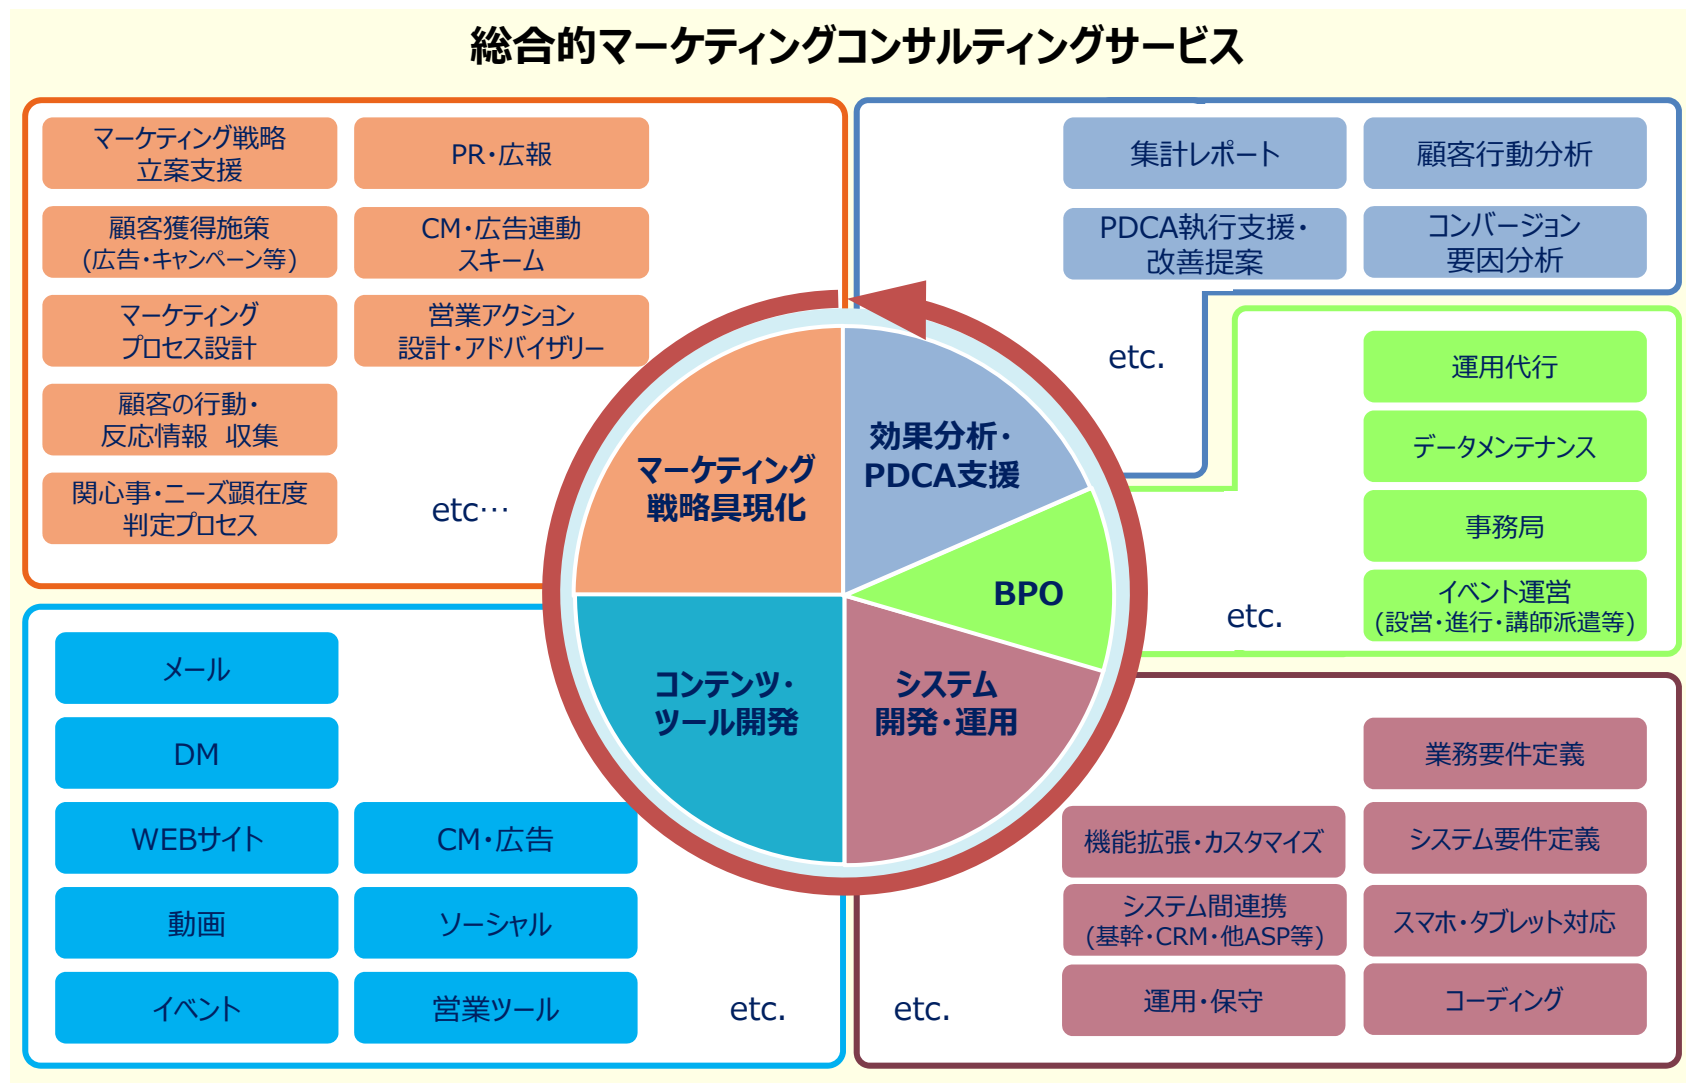 総合的マーケティングコンサルティングサービス
マーケティング戦略
立案支援
PR・広報
顧客獲得施策
(広告・キャンペーン等)
CM・広告連動
スキーム
マーケティング
プロセス設計
営業アクション
設計・アドバイザリー
顧客の行動・
反応情報　収集
関心事・ニーズ顕在度
判定プロセス
etc…
集計レポート
顧客行動分析
PDCA執行支援・
改善提案
コンバージョン
要因分析
etc.
運用代行
データメンテナンス
事務局
イベント運営
(設営・進行・講師派遣等)
etc.
マーケティング
戦略具現化
効果分析・
PDCA支援
BPO
コンテンツ・
ツール開発
システム
開発・運用
メール
DM
WEBサイト
CM・広告
動画
ソーシャル
イベント
営業ツール
etc.
業務要件定義
機能拡張・カスタマイズ
システム要件定義
システム間連携
(基幹・CRM・他ASP等)
スマホ・タブレット対応
運用・保守
コーディング
etc.